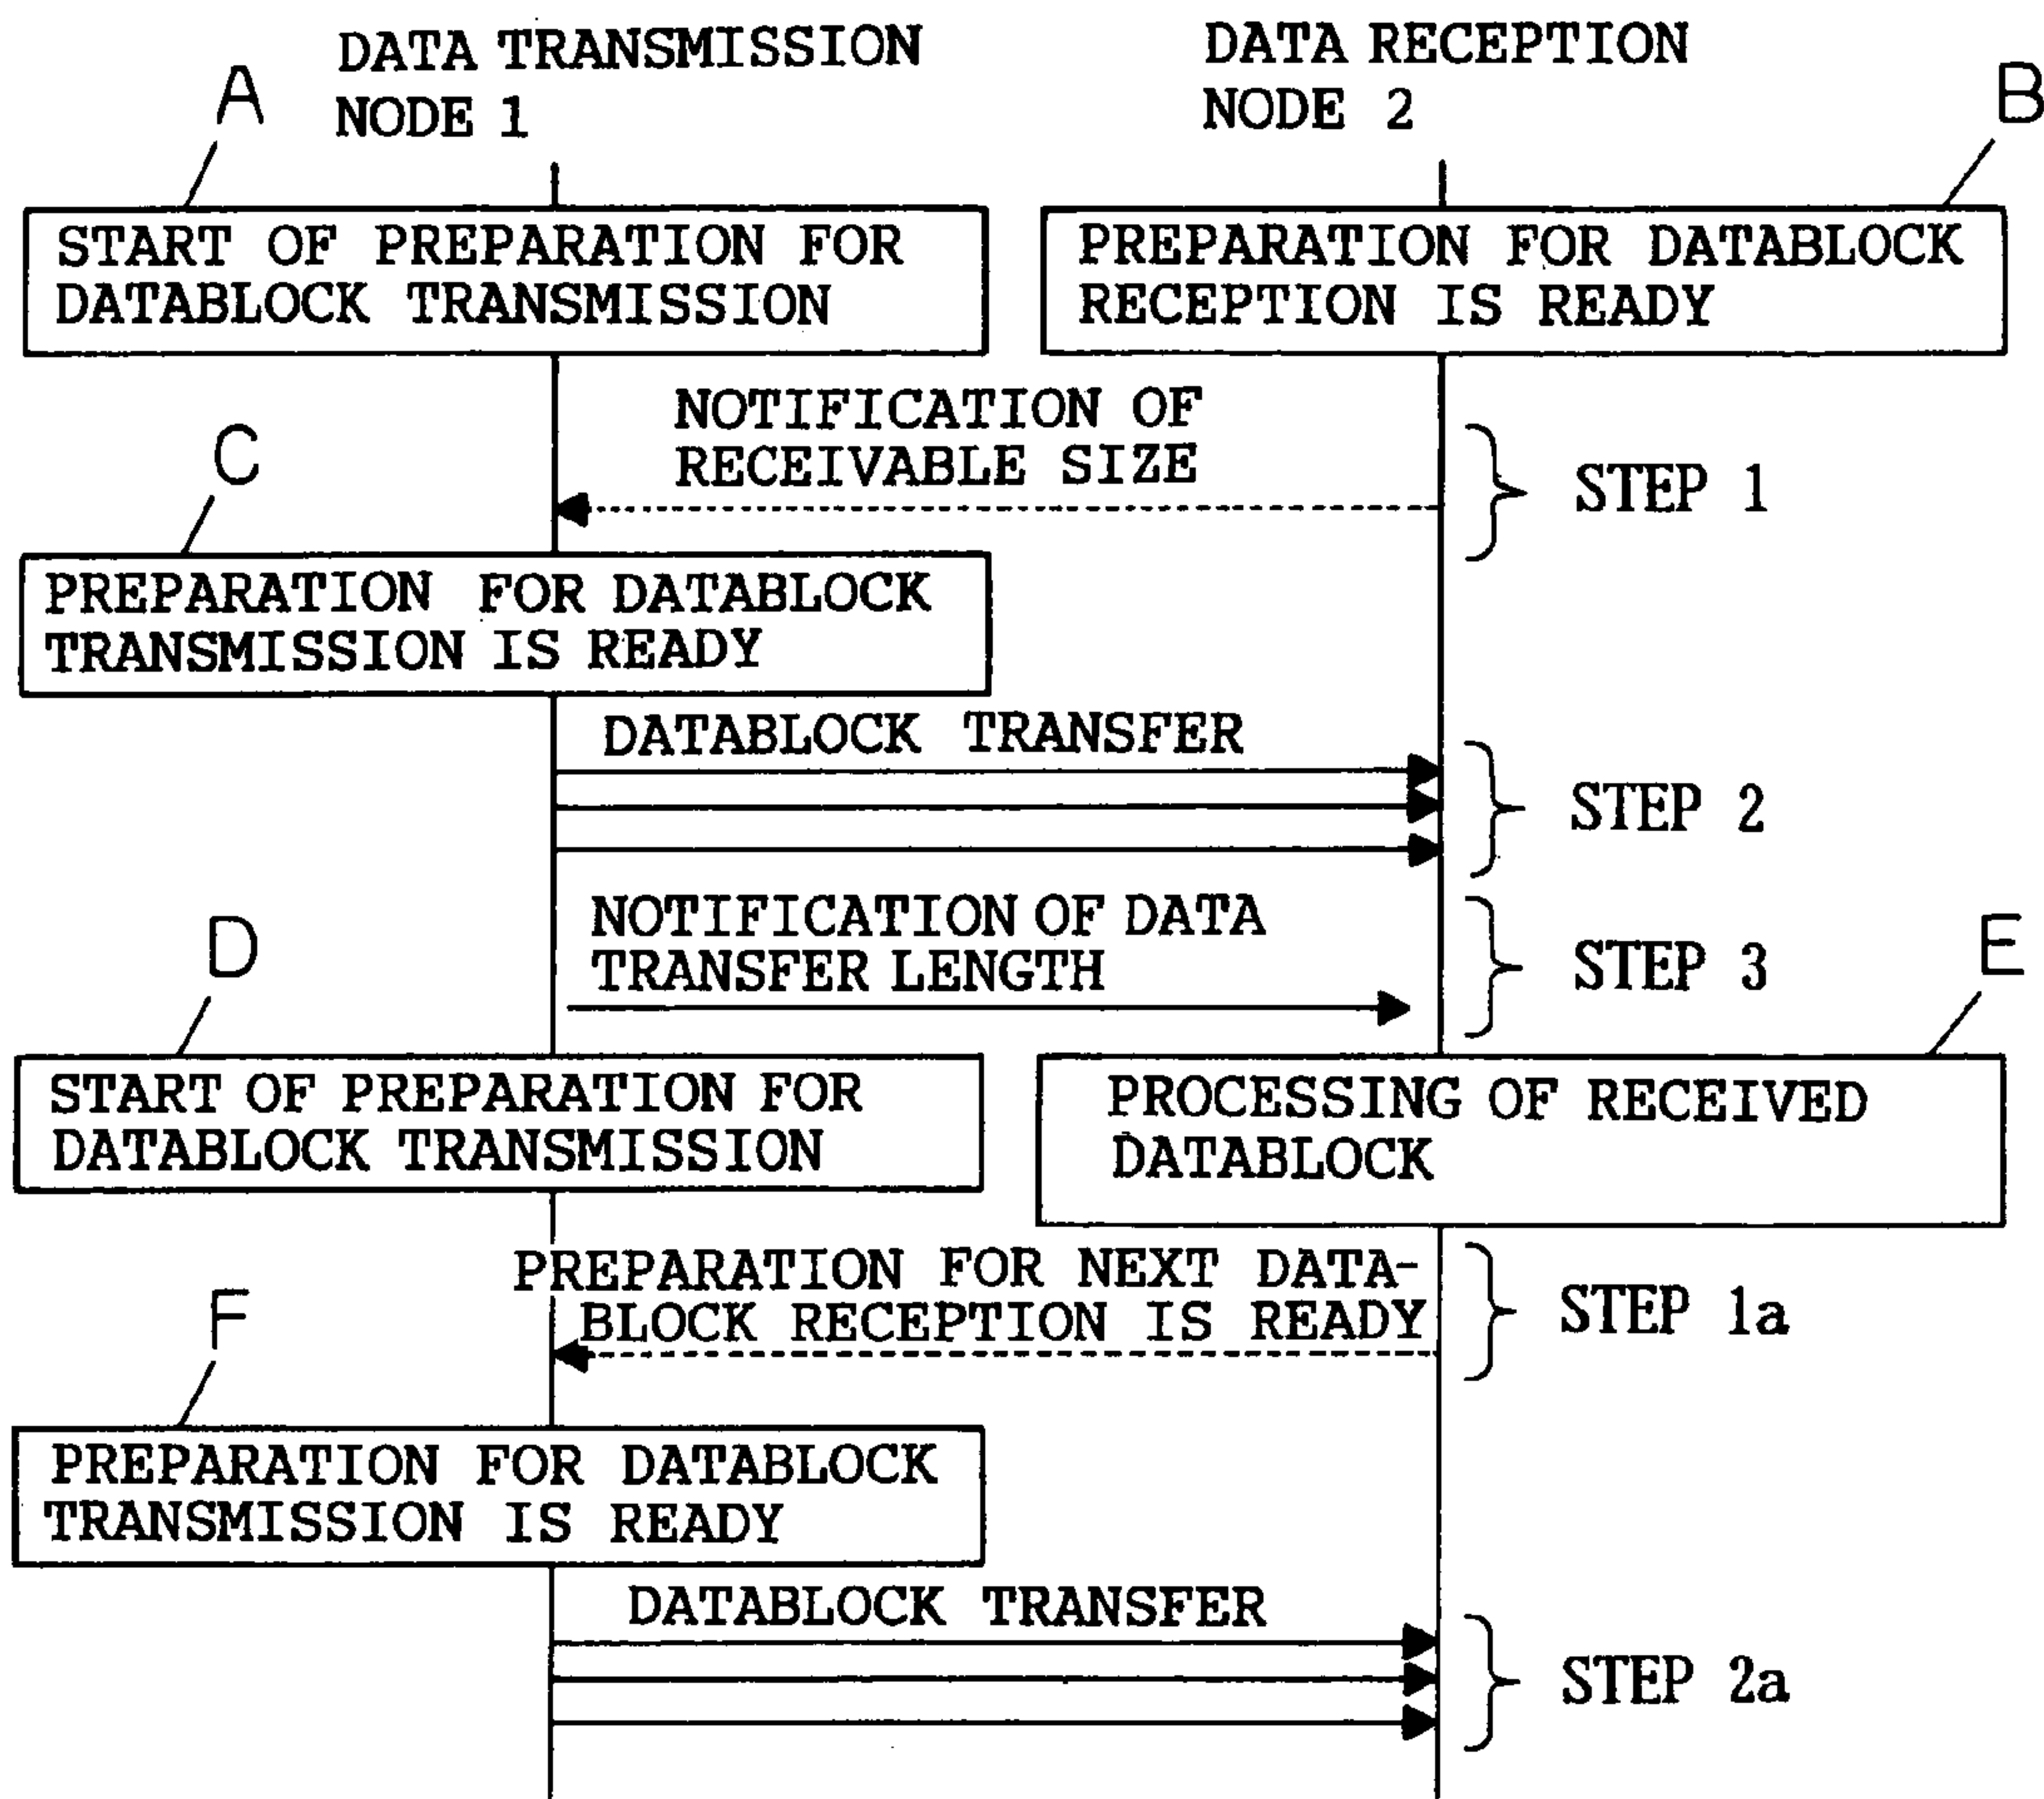 DATA TRANSMISSION
NODE 1
DATA RECEPTION
NODE 2
A
B
START OF PREPARATION FOR
DATABLOCK TRANSMISSION
PREPARATION FOR DATABLOCK
RECEPTION IS READY
NOTIFICATION OF
RECEIVABLE SIZE
STEP 1
C
PREPARATION FOR DATABLOCK
TRANSMISSION IS READY
DATABLOCK TRANSFER
STEP 2
NOTIFICATION OF DATA
TRANSFER LENGTH
STEP 3
D
E
START OF PREPARATION FOR
DATABLOCK TRANSMISSION
PROCESSING OF RECEIVED
DATABLOCK
PREPARATION FOR NEXT DATA-
BLOCK RECEPTION IS READY
STEP 1a
F
PREPARATION FOR DATABLOCK
TRANSMISSION IS READY
DATABLOCK TRANSFER
STEP 2a